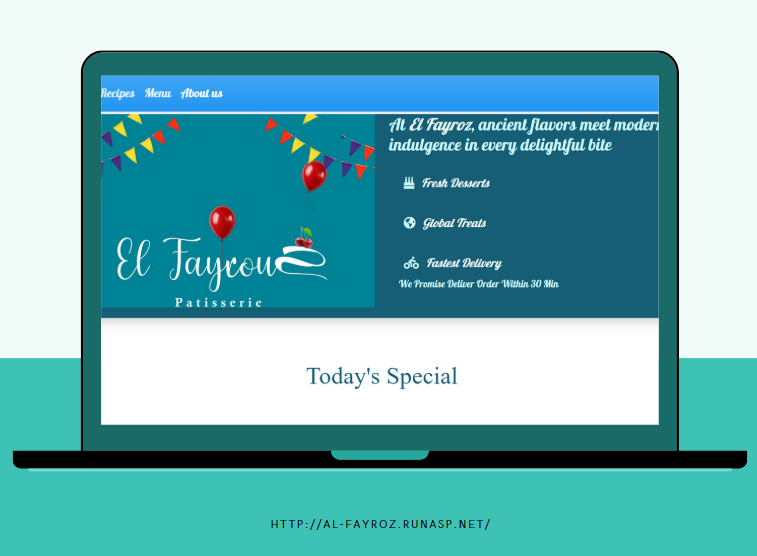 Recipes Menu About us
At El Fayroz, ancient flavors meet modern
indulgence in every delightful bite
Fresh Desserts
Global Treats
Fastest Delivery
We Promise Deliver Order Within 30 Min
El Fayrouz
Patisserie
Today's Special
HTTP://AL-FAYROZ.RUNASP.NET/